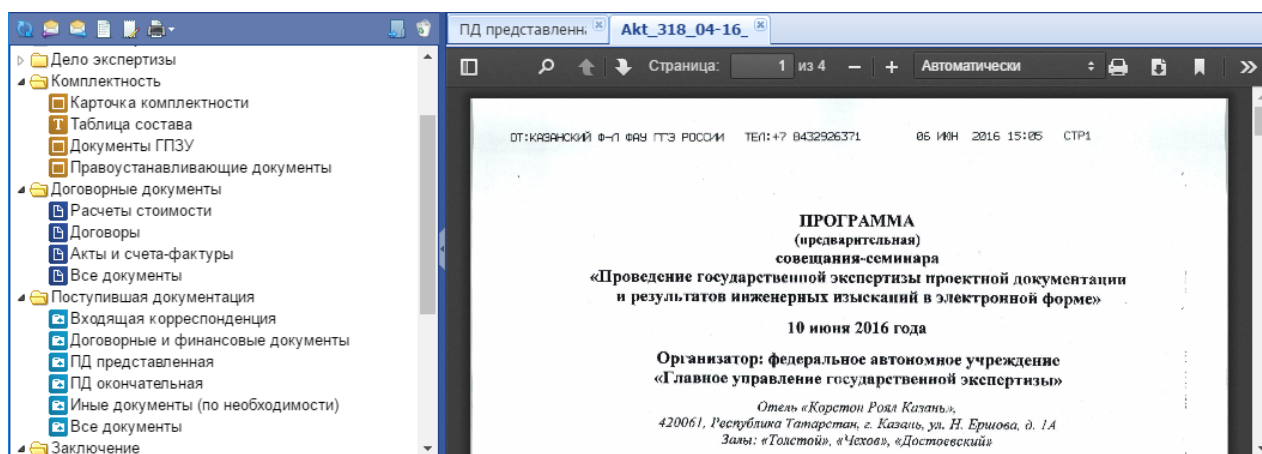 Дело экспертизы
Комплектность
Карточка комплектности
Таблица состава
Документы ГПЗУ
Правоустанавливающие документы
Договорные документы
Расчеты стоимости
Договоры
Акты и счета-фактуры
Все документы
Поступившая документация
Входящая корреспонденция
Договорные и финансовые документы
ПД представленная
ПД окончательная
Иные документы (по необходимости)
Все документы
Заключение
ПД представленна
Akt_318_04-16_
Страница: 1 из 4 Автоматически
ОТ:КАЗАНСКИЙ Ф-Л ФАУ ГГЭ РОССИИ ТЕЛ:+7 8432926371 06 ИЮН 2016 15:05 СТР1
ПРОГРАММА
(предварительная)
совещания-семинара
«Проведение государственной экспертизы проектной документации
и результатов инженерных изысканий в электронной форме»
10 июня 2016 года
Организатор: федеральное автономное учреждение
«Главное управление государственной экспертизы»
Отель «Корстон Роял Казань»,
420061, Республика Татарстан, г. Казань, ул. Н. Ершова, д. 1А
Залы: «Толстой», «Чехов», «Достоевский»